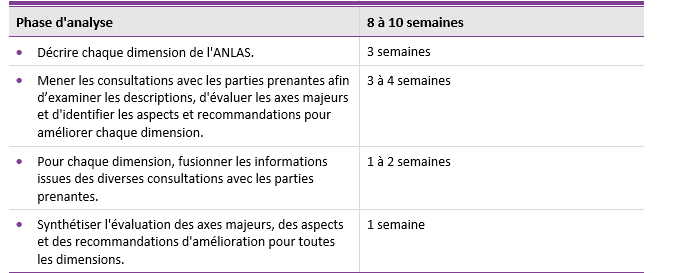 Phase d'analyse
8 à 10 semaines
• Décrire chaque dimension de l'ANLAS.
3 semaines
• Mener les consultations avec les parties prenantes afin
d’examiner les descriptions, d'évaluer les axes majeurs
et d'identifier les aspects et recommandations pour
améliorer chaque dimension.
3 à 4 semaines
• Pour chaque dimension, fusionner les informations
issues des diverses consultations avec les parties
prenantes.
1 à 2 semaines
• Synthétiser l'évaluation des axes majeurs, des aspects
et des recommandations d'amélioration pour toutes
les dimensions.
1 semaine